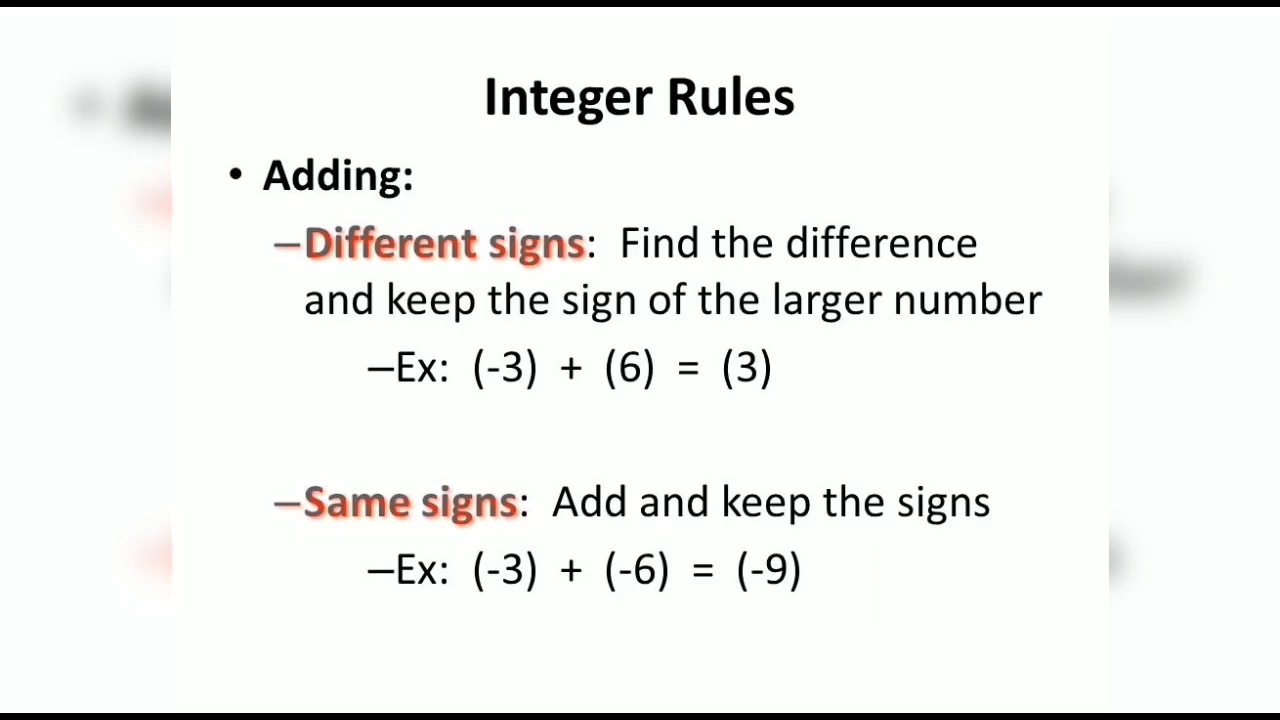 Integer Rules
• Adding:
–Different signs: Find the difference
and keep the sign of the larger number
–Ex: (-3) + (6) = (3)
–Same signs: Add and keep the signs
–Ex: (-3) + (-6) = (-9)